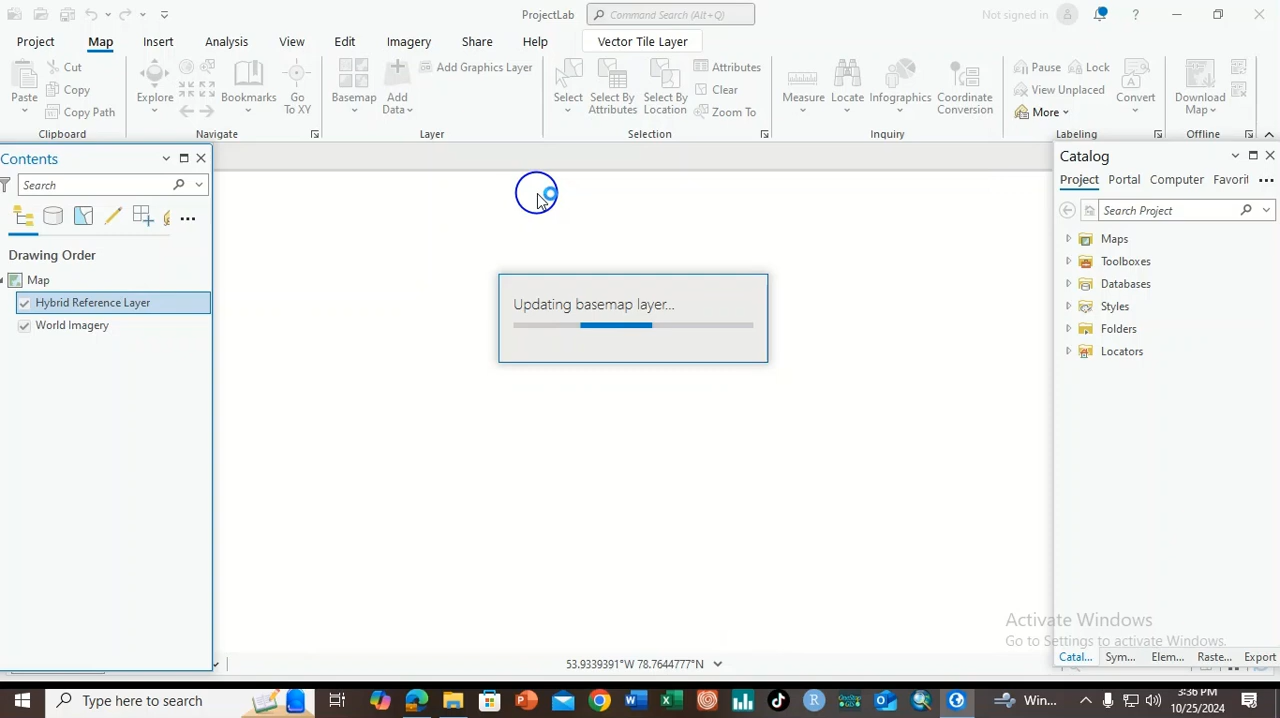 ProjectLab
Command Search (Alt+Q)
Not signed in
?
Project
Map
Insert
Analysis
View
Edit
Imagery
Share
Help
Vector Tile Layer
Paste
Cut
Copy
Copy Path
Clipboard
Explore
Bookmarks
Go To XY
Navigate
Basemap
Add Data
Add Graphics Layer
Layer
Select
Select By Attributes
Select By Location
Attributes
Clear
Zoom To
Selection
Measure
Locate
Infographics
Coordinate Conversion
Inquiry
Pause
Lock
View Unplaced
More
Convert
Labeling
Download Map
Offline
Contents
Search
Drawing Order
Map
Hybrid Reference Layer
World Imagery
Updating basemap layer...
53.9339391°W 78.7644777°N
Catalog
Project
Portal
Computer
Favori
Search Project
Maps
Toolboxes
Databases
Styles
Folders
Locators
Activate Windows
Go to Settings to activate Windows.
Catal...
Sym...
Elem...
Raste...
Export
Type here to search
Win...
3:36 PM
10/25/2024